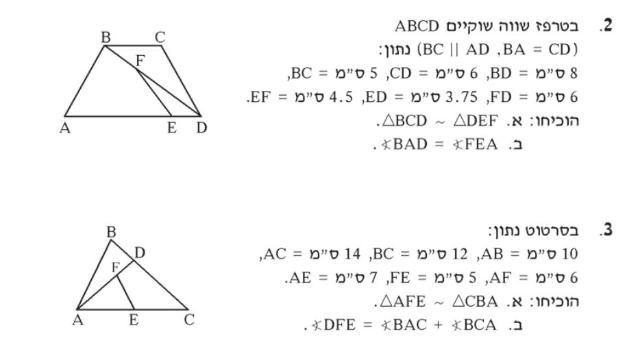 2. בטרפז שווה שוקיים ABCD
(BC || AD ,BA = CD) נתון:
8 ס"מ = BD, 6 ס"מ = CD, 5 ס"מ = BC,
6 ס"מ = FD, 3.75 ס"מ = ED, 4.5 ס"מ = EF.
הוכיחו: א. △BCD ~ △DEF.
ב. ∢BAD = ∢FEA.
B C
F
A E D
3. בסרטוט נתון:
10 ס"מ = AB, 12 ס"מ = BC, 14 ס"מ = AC,
6 ס"מ = AF, 5 ס"מ = FE, 7 ס"מ = AE.
הוכיחו: א. △AFE ~ △CBA.
ב. ∢DFE = ∢BAC + ∢BCA.
B
D
F
A E C